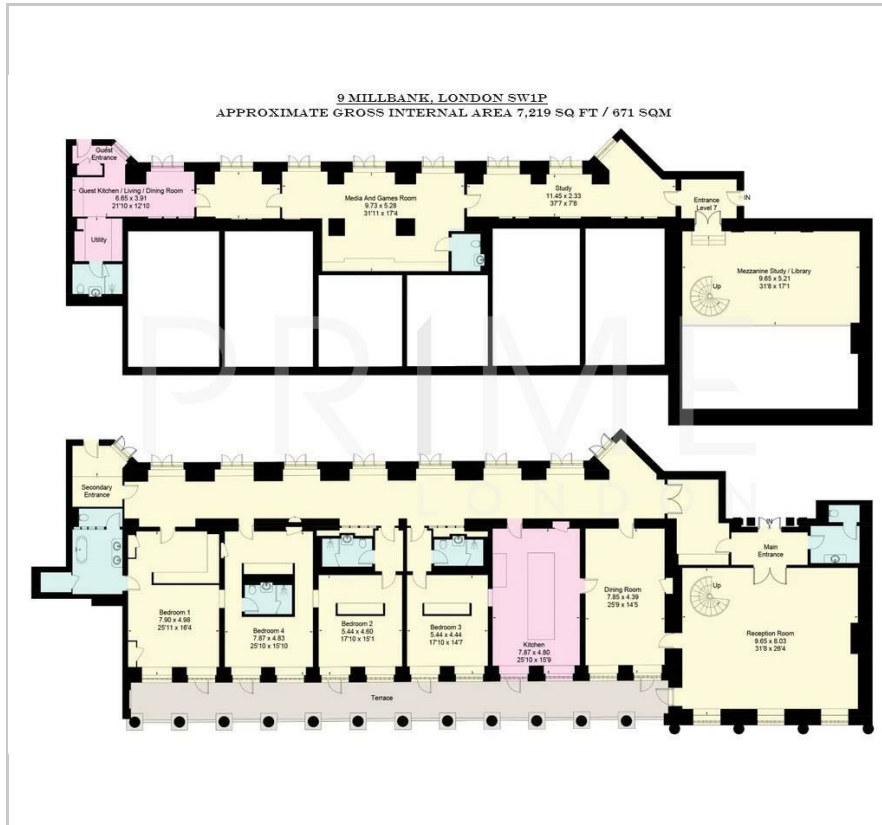 9 MILLBANK, LONDON SW1P
APPROXIMATE GROSS INTERNAL AREA 7,219 SQ FT / 671 SQM
Guest
Entrance
Guest Kitchen / Living / Dining Room
6.65 x 3.91
21'10 x 12'10
Utility
Media And Games Room
9.73 x 5.28
31'11 x 17'4
Study
11.45 x 2.33
37'7 x 7'8
Entrance
Level 7
IN
Mezzanine Study / Library
9.65 x 5.21
31'8 x 17'1
Up
PRIME
LONDON
Secondary
Entrance
Bedroom 1
7.90 x 4.98
25'11 x 16'4
Bedroom 4
7.87 x 4.83
25'10 x 15'10
Bedroom 2
5.44 x 4.60
17'10 x 15'1
Bedroom 3
5.44 x 4.44
17'10 x 14'7
Kitchen
7.87 x 4.80
25'10 x 15'9
Dining Room
7.85 x 4.39
25'9 x 14'5
Main
Entrance
Up
Reception Room
9.65 x 8.03
31'8 x 26'4
Terrace